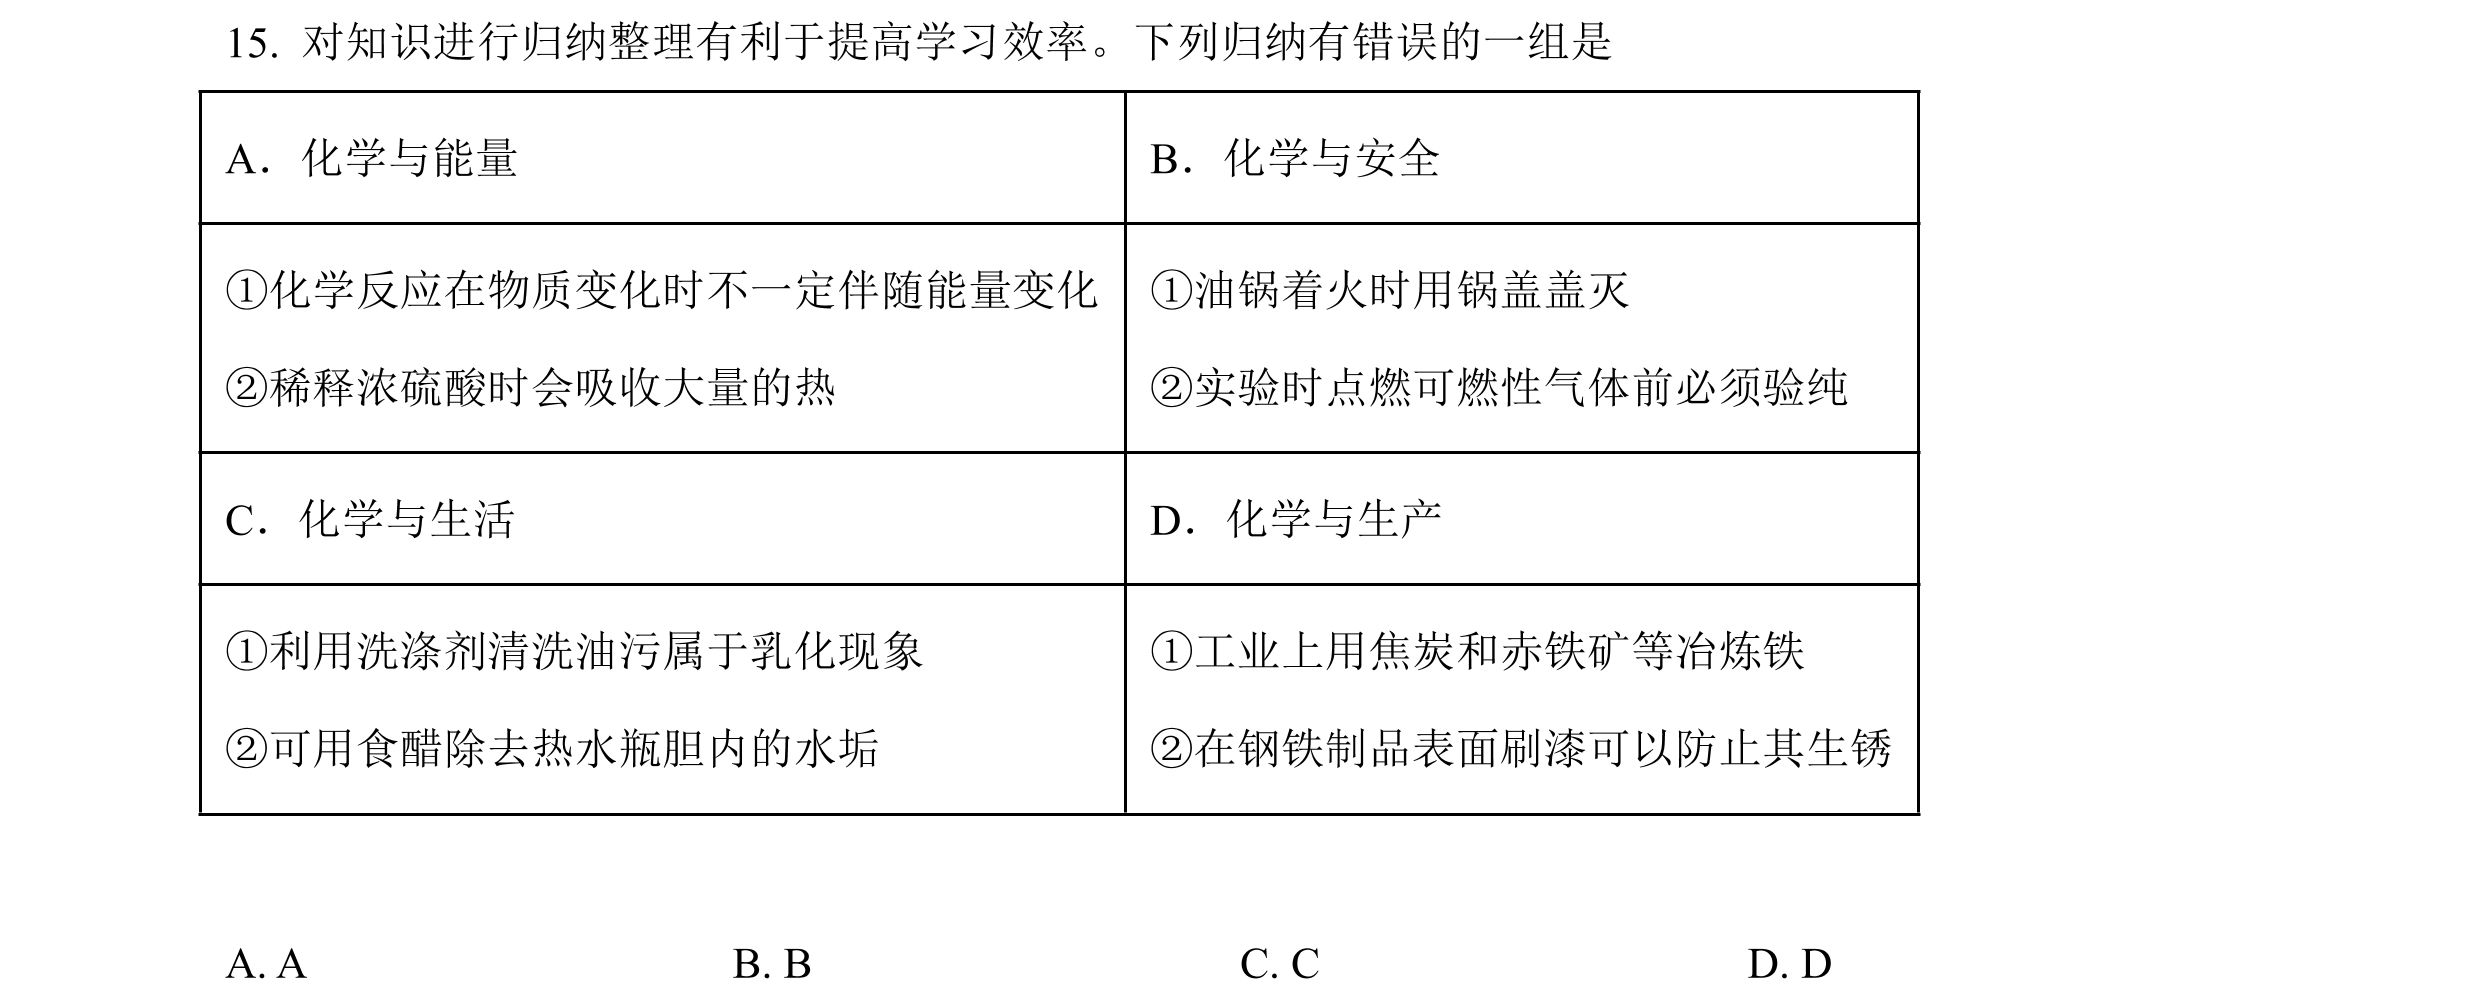 15. 对知识进行归纳整理有利于提高学习效率。下列归纳有错误的一组是
A．化学与能量
B．化学与安全
①化学反应在物质变化时不一定伴随能量变化
②稀释浓硫酸时会吸收大量的热
①油锅着火时用锅盖盖灭
②实验时点燃可燃性气体前必须验纯
C．化学与生活
D．化学与生产
①利用洗涤剂清洗油污属于乳化现象
②可用食醋除去热水瓶胆内的水垢
①工业上用焦炭和赤铁矿等冶炼铁
②在钢铁制品表面刷漆可以防止其生锈
A. A B. B C. C D. D